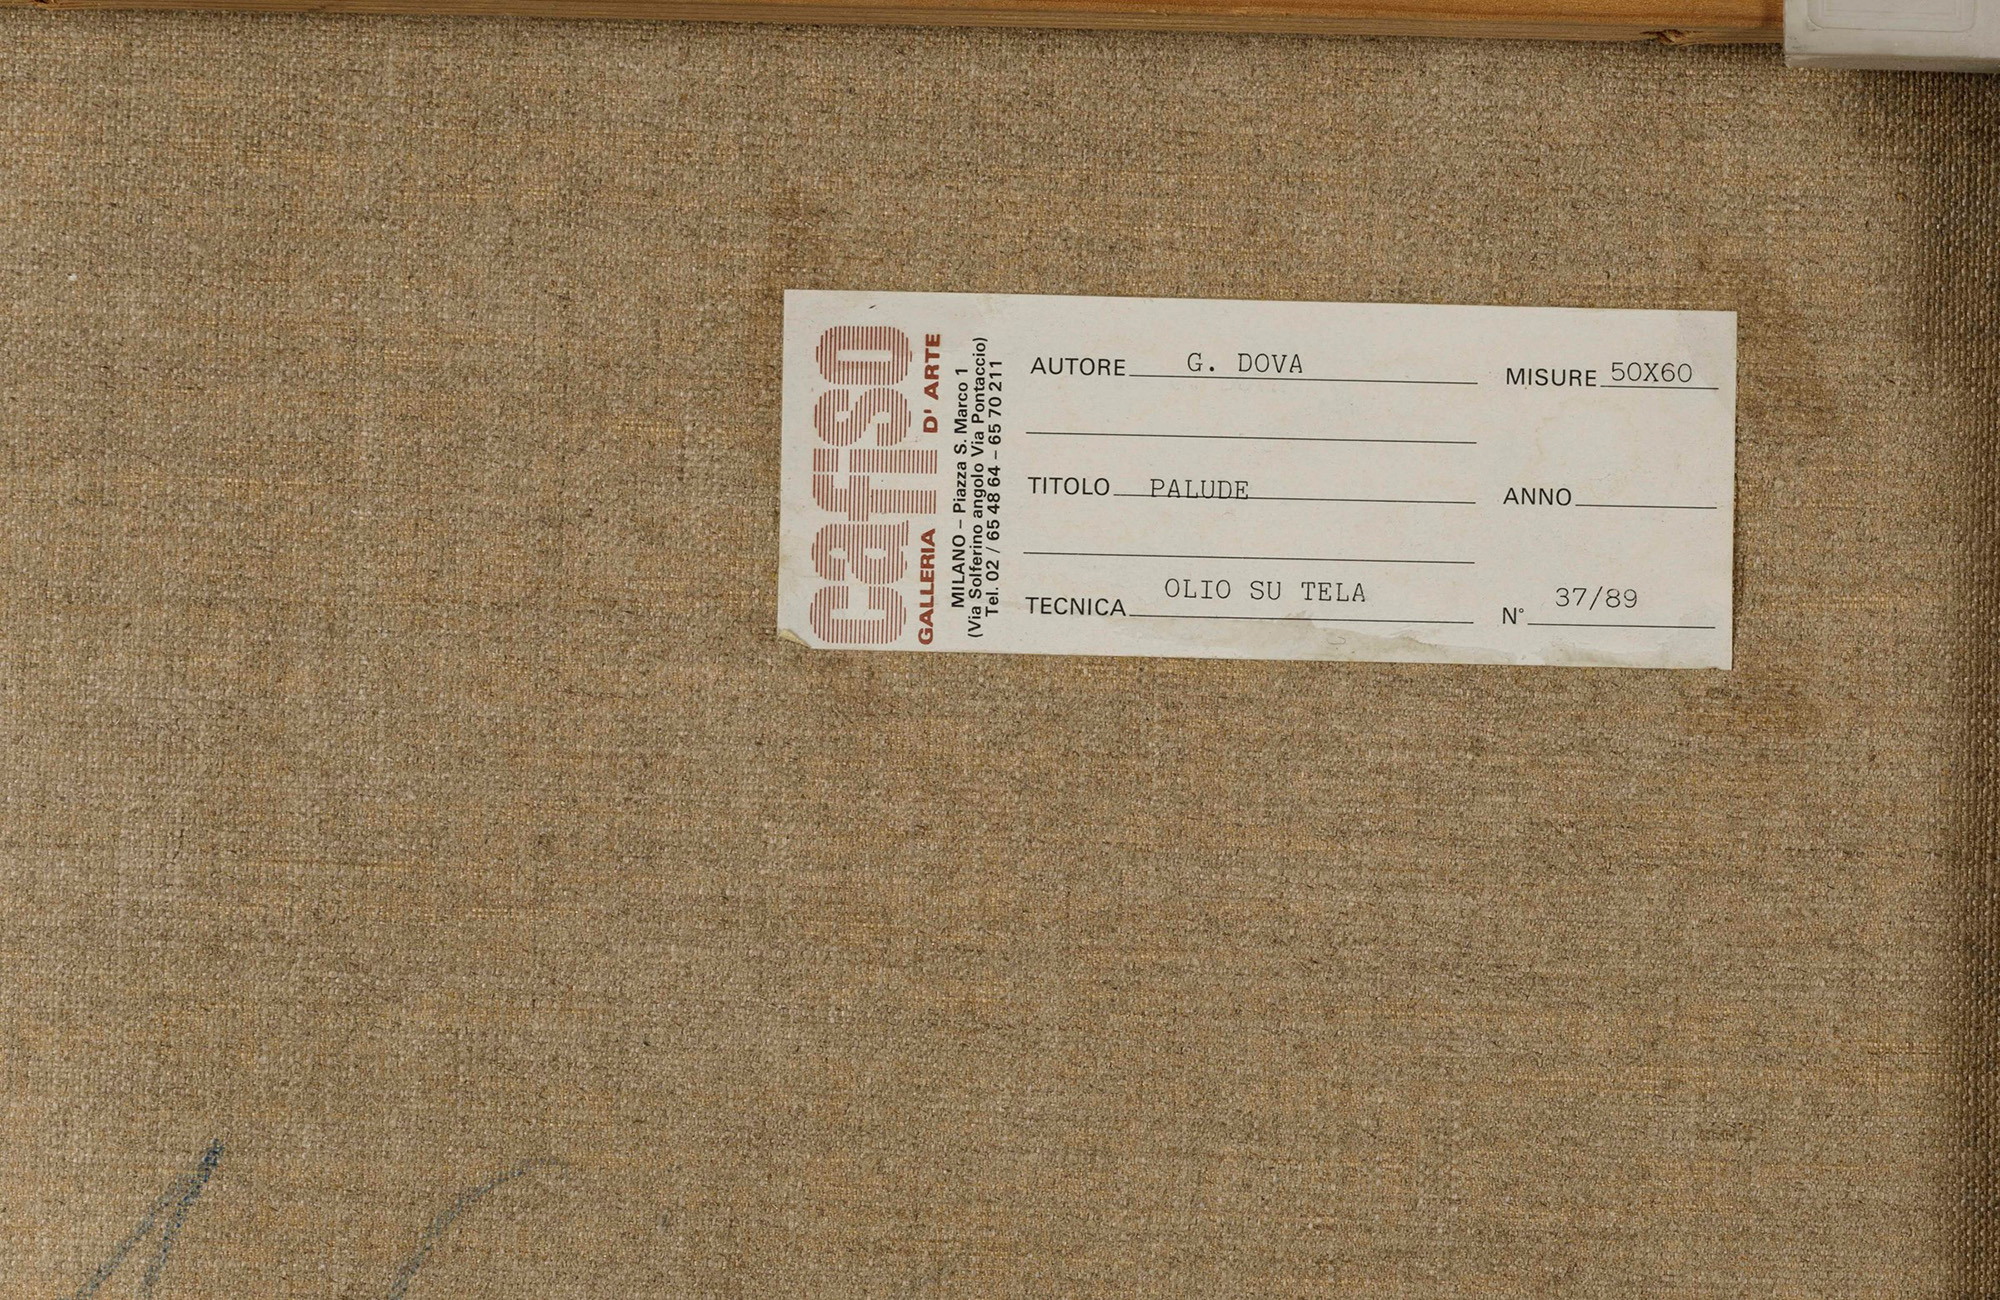 cafiso
GALLERIA D' ARTE
MILANO – Piazza S. Marco 1
(Via Solferino angolo Via Pontaccio)
Tel. 02 / 65 48 64 – 65 70 211
AUTORE G. DOVA
MISURE 50X60
TITOLO PALUDE
ANNO
TECNICA OLIO SU TELA
N° 37/89